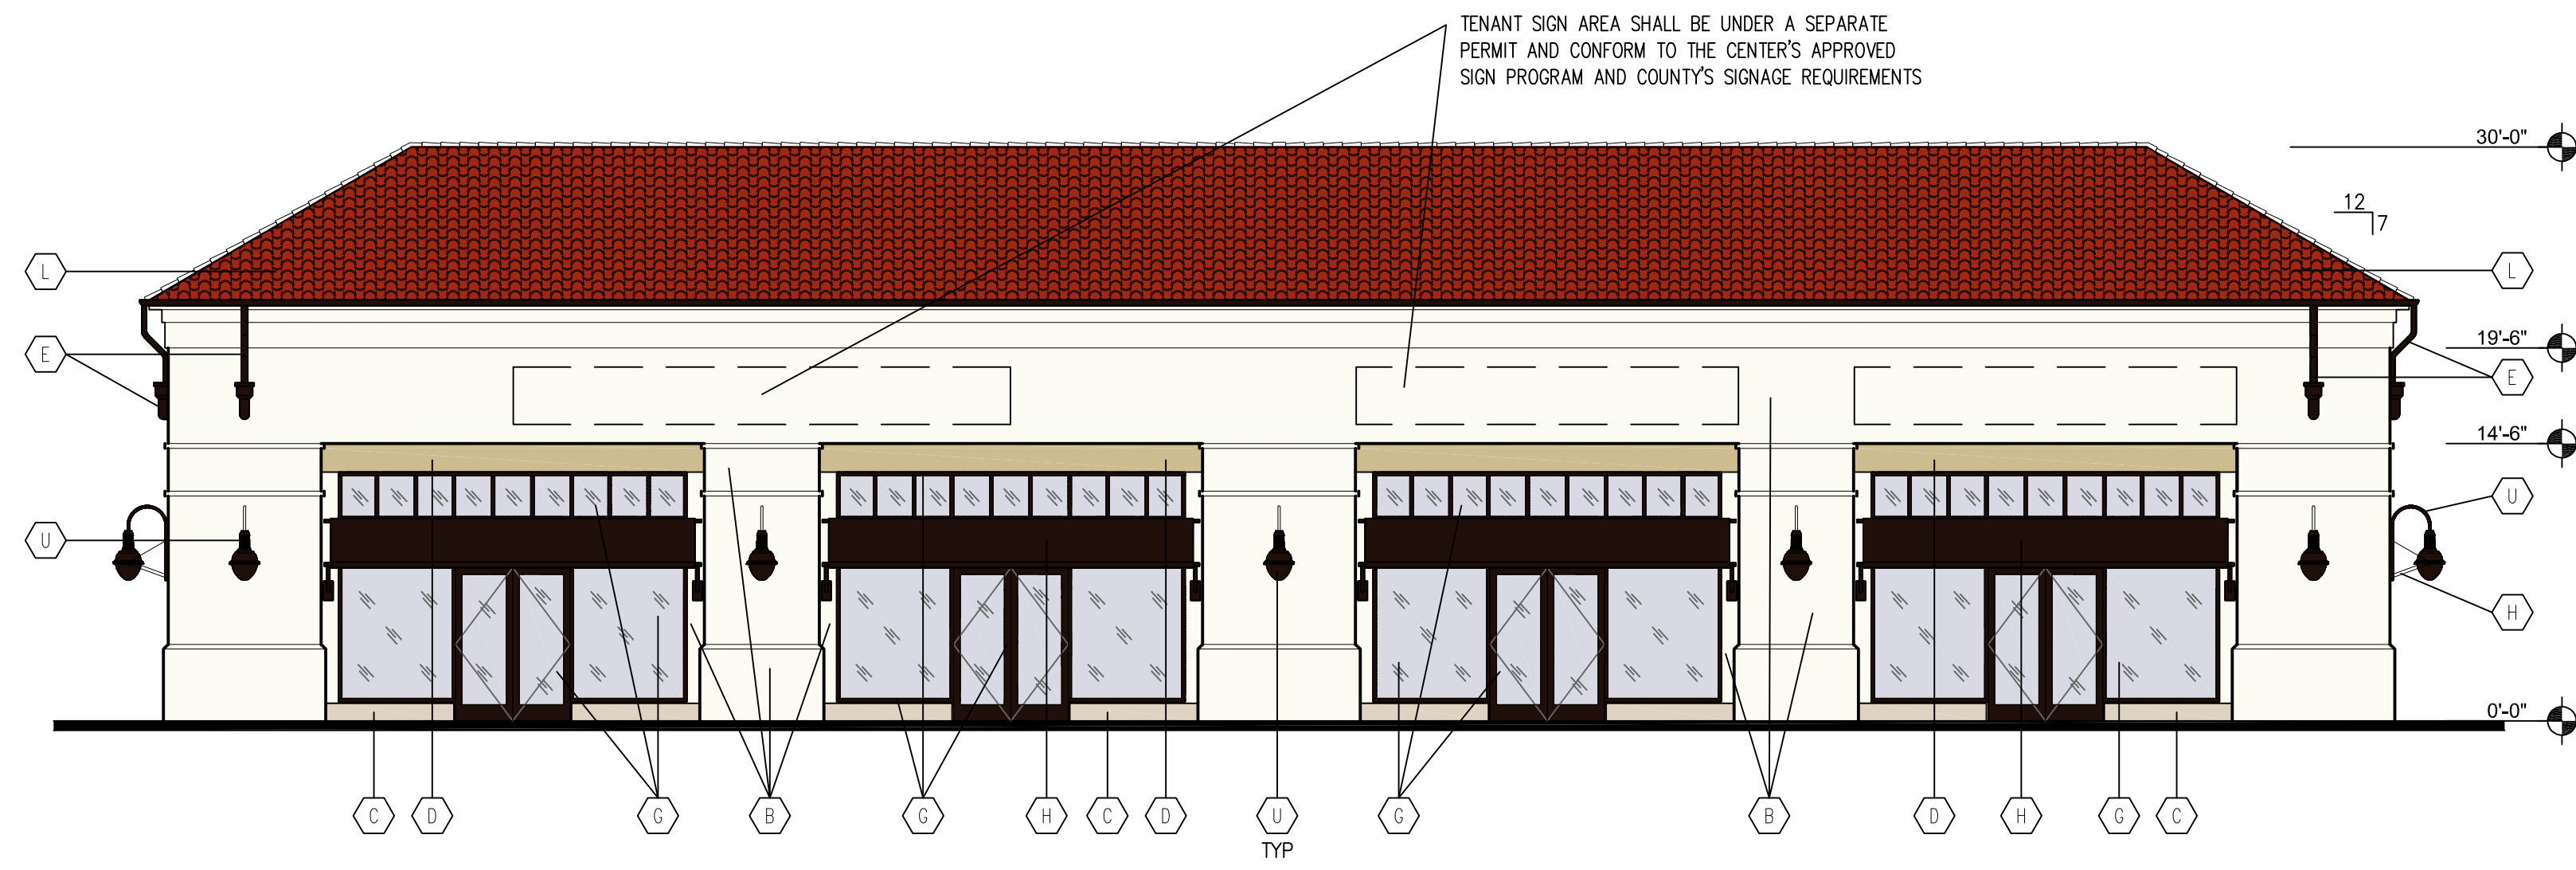 TENANT SIGN AREA SHALL BE UNDER A SEPARATE
PERMIT AND CONFORM TO THE CENTER'S APPROVED
SIGN PROGRAM AND COUNTY'S SIGNAGE REQUIREMENTS
30'-0"
12
7
L
L
19'-6"
E
E
14'-6"
U
U
H
0'-0"
C D G B G H C D U G B D H G C
TYP